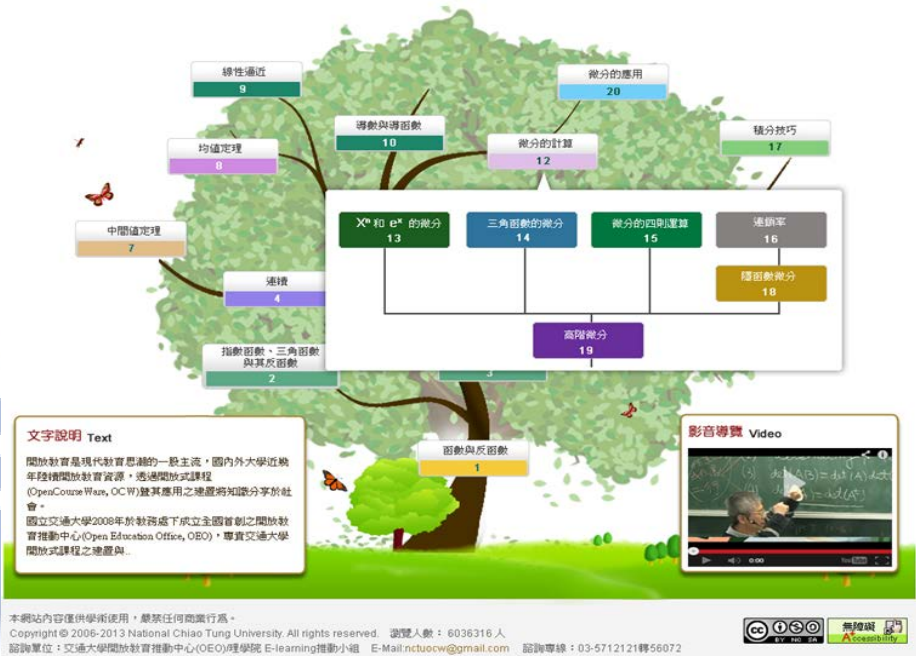 線性逼近
9
微分的應用
20
導數與導函數
10
微分的計算
12
積分技巧
17
均值定理
8
中間值定理
7
連續
4
Xⁿ 和 eˣ 的微分
13
三角函數的微分
14
微分的四則運算
15
連鎖率
16
隱函數微分
18
高階微分
19
指數函數、三角函數
與其反函數
2
3
函數與反函數
1
文字說明 Text
開放教育是現代教育思潮的一股主流，國內外大學近幾
年陸續開放教育資源，透過開放式課程
(OpenCourseWare, OCW)暨其應用之建置將知識分享於社
會。
國立交通大學2008年於教務處下成立全國首創之開放教
育推動中心(Open Education Office, OEO)，專責交通大學
開放式課程之建置與...
影音導覽 Video
0:00
YouTube
本網站內容僅供學術使用，嚴禁任何商業行為。
Copyright © 2006-2013 National Chiao Tung University. All rights reserved. 瀏覽人數： 6036316 人
諮詢單位：交通大學開放教育推動中心(OEO)/理學院 E-learning推動小組 E-Mail:nctuocw@gmail.com 諮詢專線：03-5712121轉56072
cc BY NC SA
無障礙
Accessibility